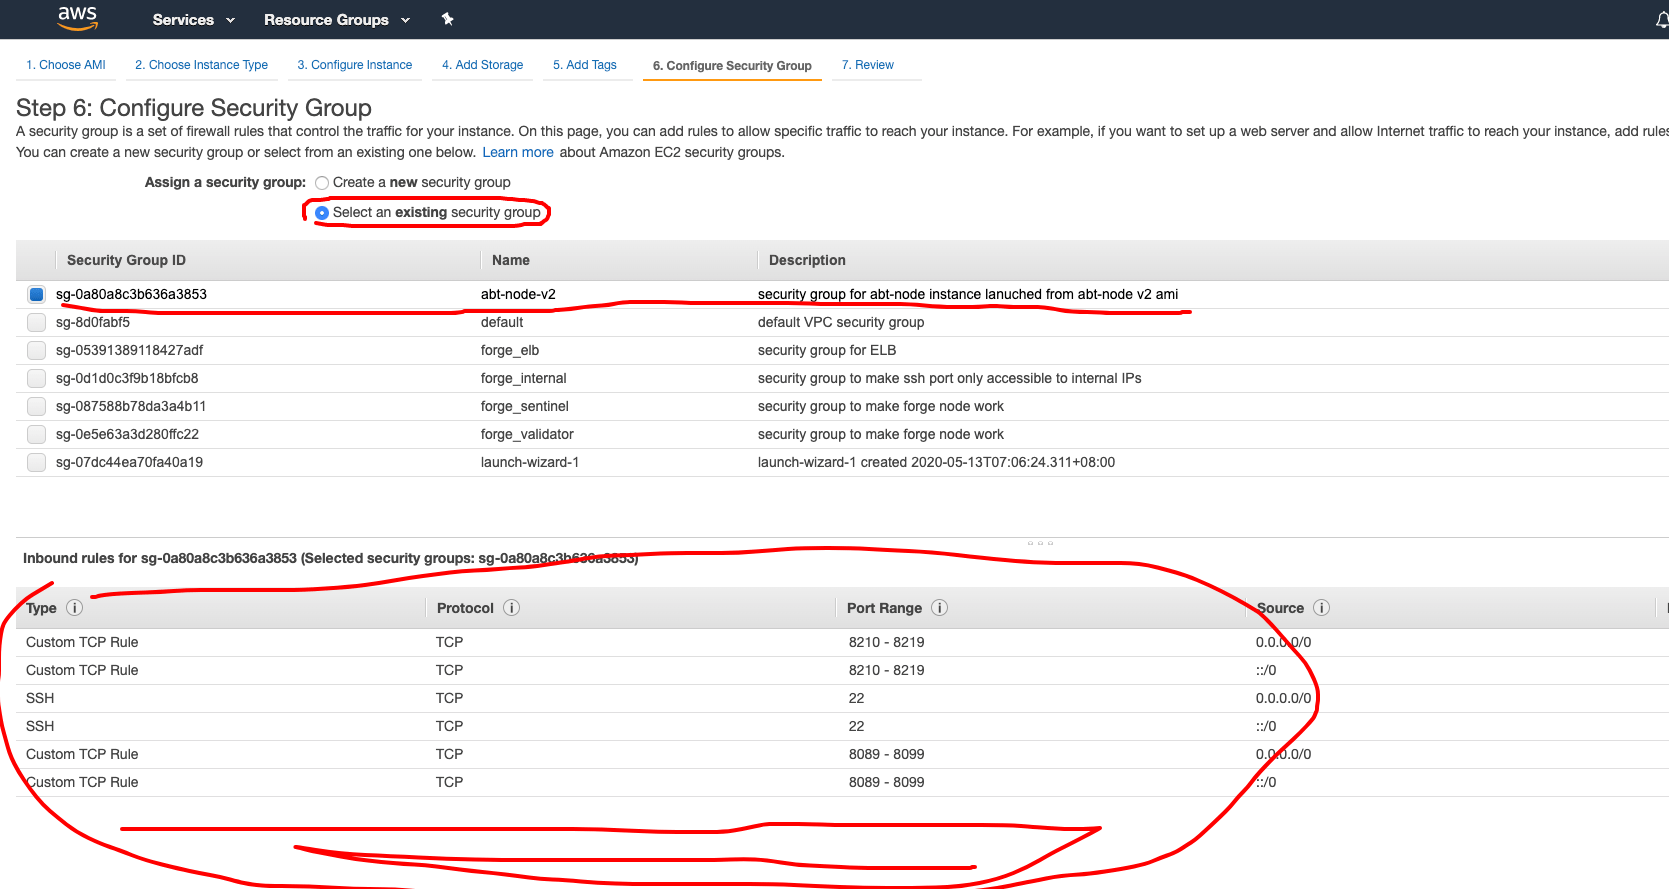 aws Services Resource Groups
1. Choose AMI 2. Choose Instance Type 3. Configure Instance 4. Add Storage 5. Add Tags 6. Configure Security Group 7. Review
Step 6: Configure Security Group
A security group is a set of firewall rules that control the traffic for your instance. On this page, you can add rules to allow specific traffic to reach your instance. For example, if you want to set up a web server and allow Internet traffic to reach your instance, add rules
You can create a new security group or select from an existing one below. Learn more about Amazon EC2 security groups.
Assign a security group: Create a new security group
Select an existing security group
Security Group ID Name Description
sg-0a80a8c3b636a3853 abt-node-v2 security group for abt-node instance lanuched from abt-node v2 ami
sg-8d0fabf5 default default VPC security group
sg-05391389118427adf forge_elb security group for ELB
sg-0d1d0c3f9b18bfcb8 forge_internal security group to make ssh port only accessible to internal IPs
sg-087588b78da3a4b11 forge_sentinel security group to make forge node work
sg-0e5e63a3d280ffc22 forge_validator security group to make forge node work
sg-07dc44ea70fa40a19 launch-wizard-1 launch-wizard-1 created 2020-05-13T07:06:24.311+08:00
Inbound rules for sg-0a80a8c3b636a3853 (Selected security groups: sg-0a80a8c3b636a3853)
Type Protocol Port Range Source
Custom TCP Rule TCP 8210 - 8219 0.0.0.0/0
Custom TCP Rule TCP 8210 - 8219 ::/0
SSH TCP 22 0.0.0.0/0
SSH TCP 22 ::/0
Custom TCP Rule TCP 8089 - 8099 0.0.0.0/0
Custom TCP Rule TCP 8089 - 8099 ::/0